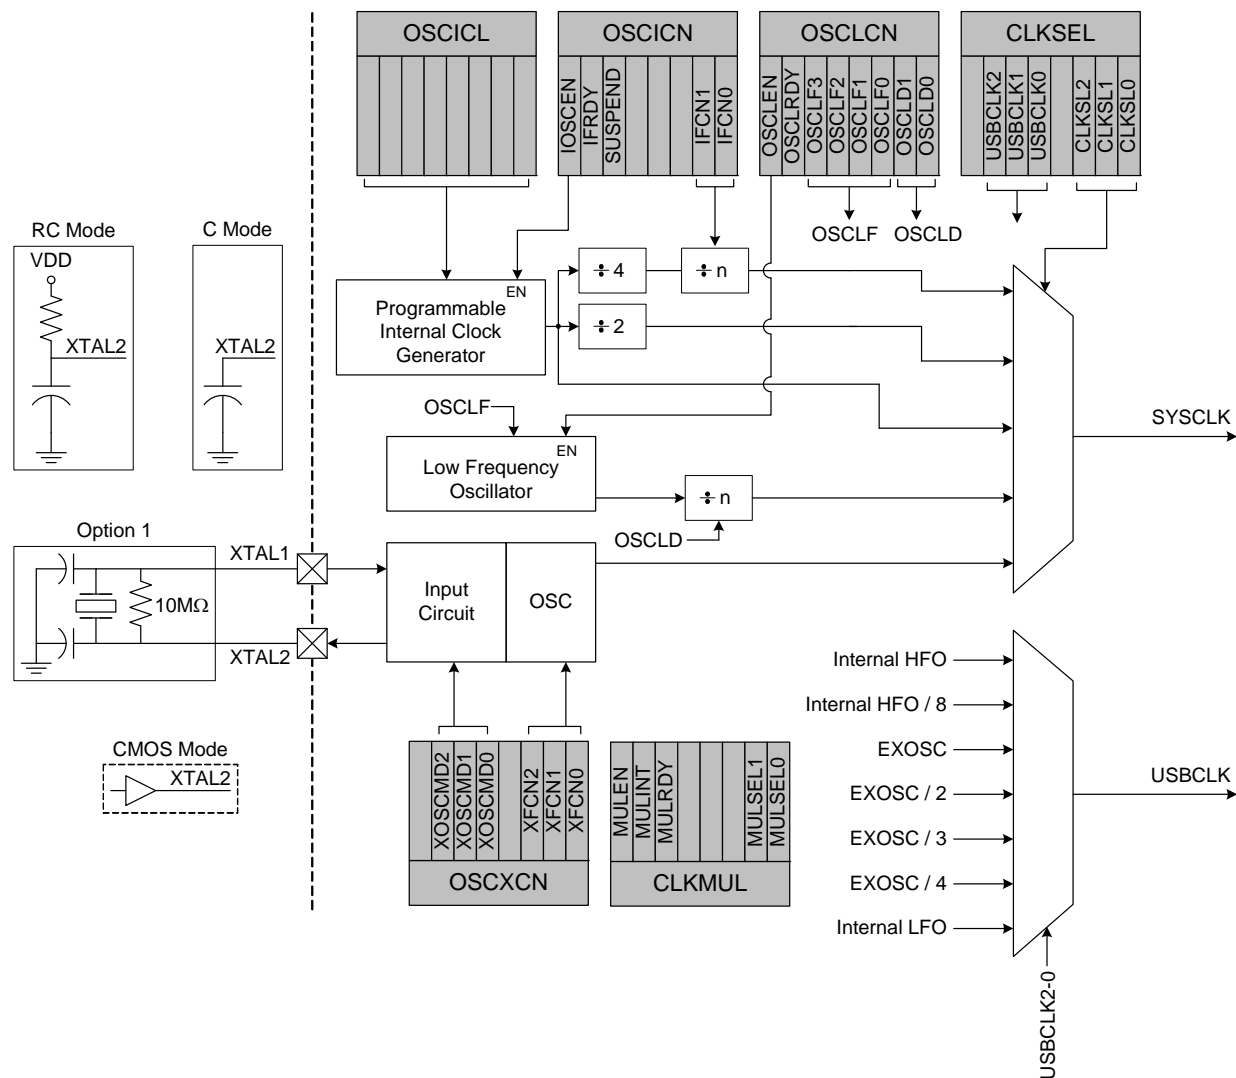 OSCICL
OSCICN
IOSCEN
IFRDY
SUSPEND
IFCN1
IFCN0
OSCLCN
OSCLEN
OSCLRDY
OSCLF3
OSCLF2
OSCLF1
OSCLF0
OSCLD1
OSCLD0
CLKSEL
USBCLK2
USBCLK1
USBCLK0
CLKSL2
CLKSL1
CLKSL0
OSCLF
OSCLD
RC Mode
VDD
XTAL2
C Mode
XTAL2
EN
Programmable
Internal Clock
Generator
÷ 4
÷ n
÷ 2
SYSCLK
OSCLF
EN
Low Frequency
Oscillator
÷ n
OSCLD
Option 1
10MΩ
XTAL1
XTAL2
Input
Circuit
OSC
CMOS Mode
XTAL2
XOSCMD2
XOSCMD1
XOSCMD0
XFCN2
XFCN1
XFCN0
OSCXCN
MULEN
MULINT
MULRDY
MULSEL1
MULSEL0
CLKMUL
Internal HFO
Internal HFO / 8
EXOSC
EXOSC / 2
EXOSC / 3
EXOSC / 4
Internal LFO
USBCLK
USBCLK2-0